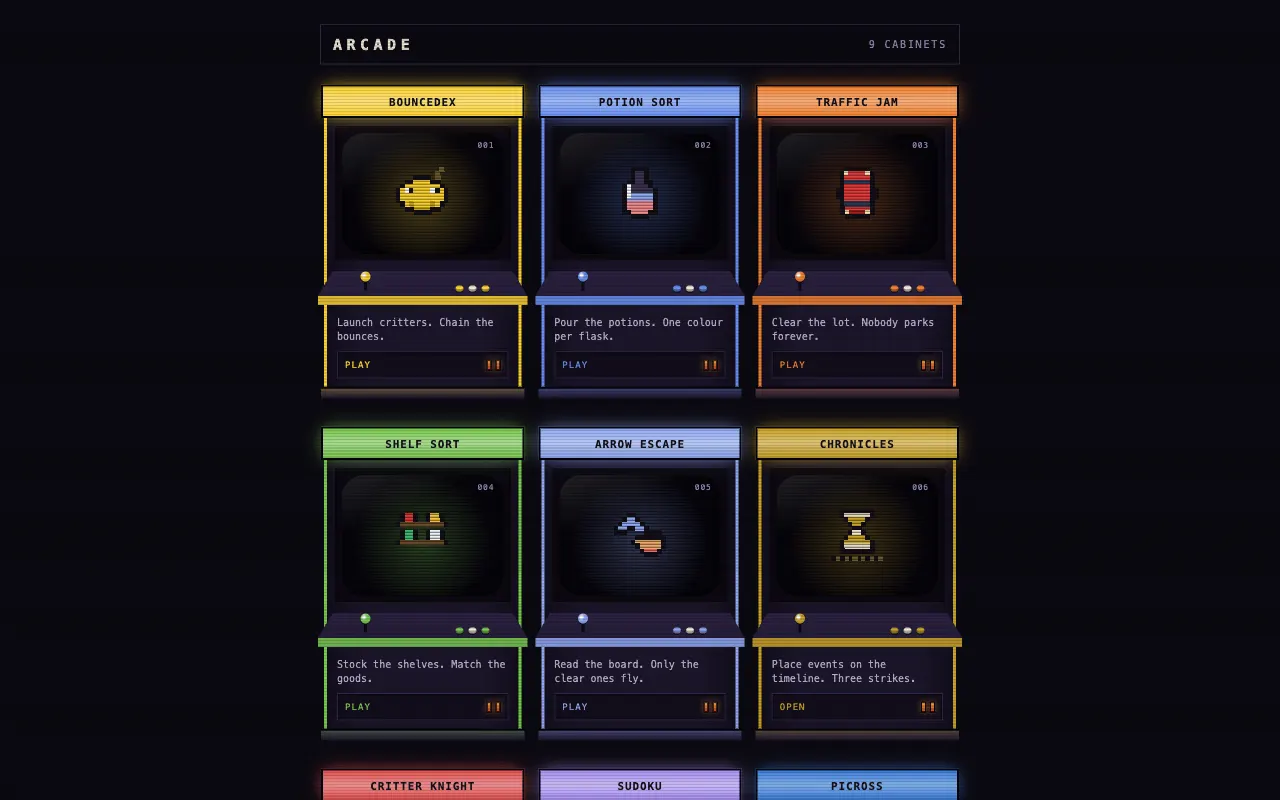 ARCADE
9 CABINETS
BOUNCEDEX
POTION SORT
TRAFFIC JAM
001
002
003
Launch critters. Chain the
bounces.
Pour the potions. One colour
per flask.
Clear the lot. Nobody parks
forever.
PLAY
PLAY
PLAY
SHELF SORT
ARROW ESCAPE
CHRONICLES
004
005
006
Stock the shelves. Match the
goods.
Read the board. Only the
clear ones fly.
Place events on the
timeline. Three strikes.
PLAY
PLAY
OPEN
CRITTER KNIGHT
SUDOKU
PICROSS